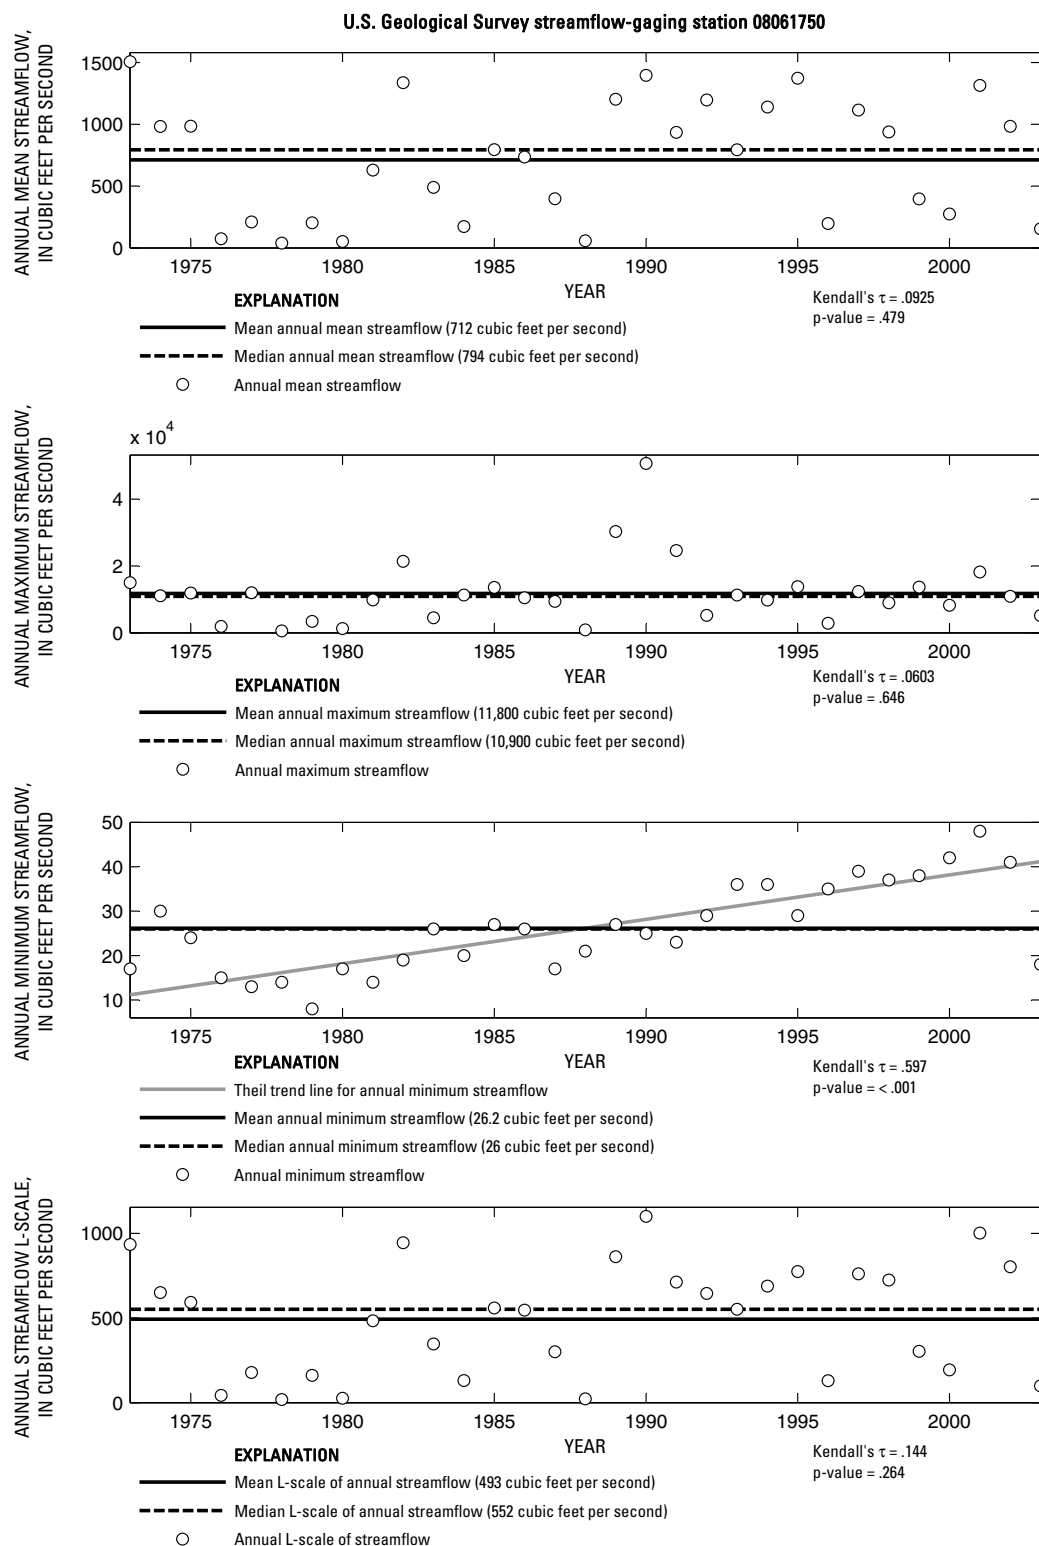 U.S. Geological Survey streamflow-gaging station 08061750
ANNUAL MEAN STREAMFLOW,
IN CUBIC FEET PER SECOND
1500
1000
500
0
1975 1980 1985 1990 1995 2000
YEAR
EXPLANATION
Mean annual mean streamflow (712 cubic feet per second)
Median annual mean streamflow (794 cubic feet per second)
Annual mean streamflow
Kendall's τ = .0925
p-value = .479
ANNUAL MAXIMUM STREAMFLOW,
IN CUBIC FEET PER SECOND
x 10⁴
4
2
0
1975 1980 1985 1990 1995 2000
YEAR
EXPLANATION
Mean annual maximum streamflow (11,800 cubic feet per second)
Median annual maximum streamflow (10,900 cubic feet per second)
Annual maximum streamflow
Kendall's τ = .0603
p-value = .646
ANNUAL MINIMUM STREAMFLOW,
IN CUBIC FEET PER SECOND
50
40
30
20
10
1975 1980 1985 1990 1995 2000
YEAR
EXPLANATION
Theil trend line for annual minimum streamflow
Mean annual minimum streamflow (26.2 cubic feet per second)
Median annual minimum streamflow (26 cubic feet per second)
Annual minimum streamflow
Kendall's τ = .597
p-value = < .001
ANNUAL STREAMFLOW L-SCALE,
IN CUBIC FEET PER SECOND
1000
500
0
1975 1980 1985 1990 1995 2000
YEAR
EXPLANATION
Mean L-scale of annual streamflow (493 cubic feet per second)
Median L-scale of annual streamflow (552 cubic feet per second)
Annual L-scale of streamflow
Kendall's τ = .144
p-value = .264